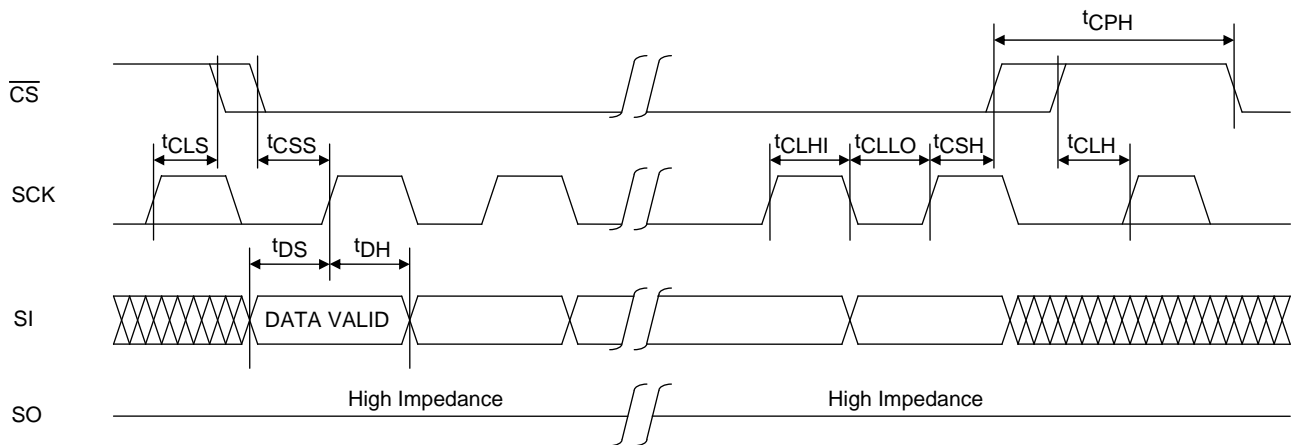 tCPH
CS
tCLS
tCSS
tCLHI
tCLLO
tCSH
tCLH
SCK
tDS
tDH
SI
DATA VALID
High Impedance
High Impedance
SO